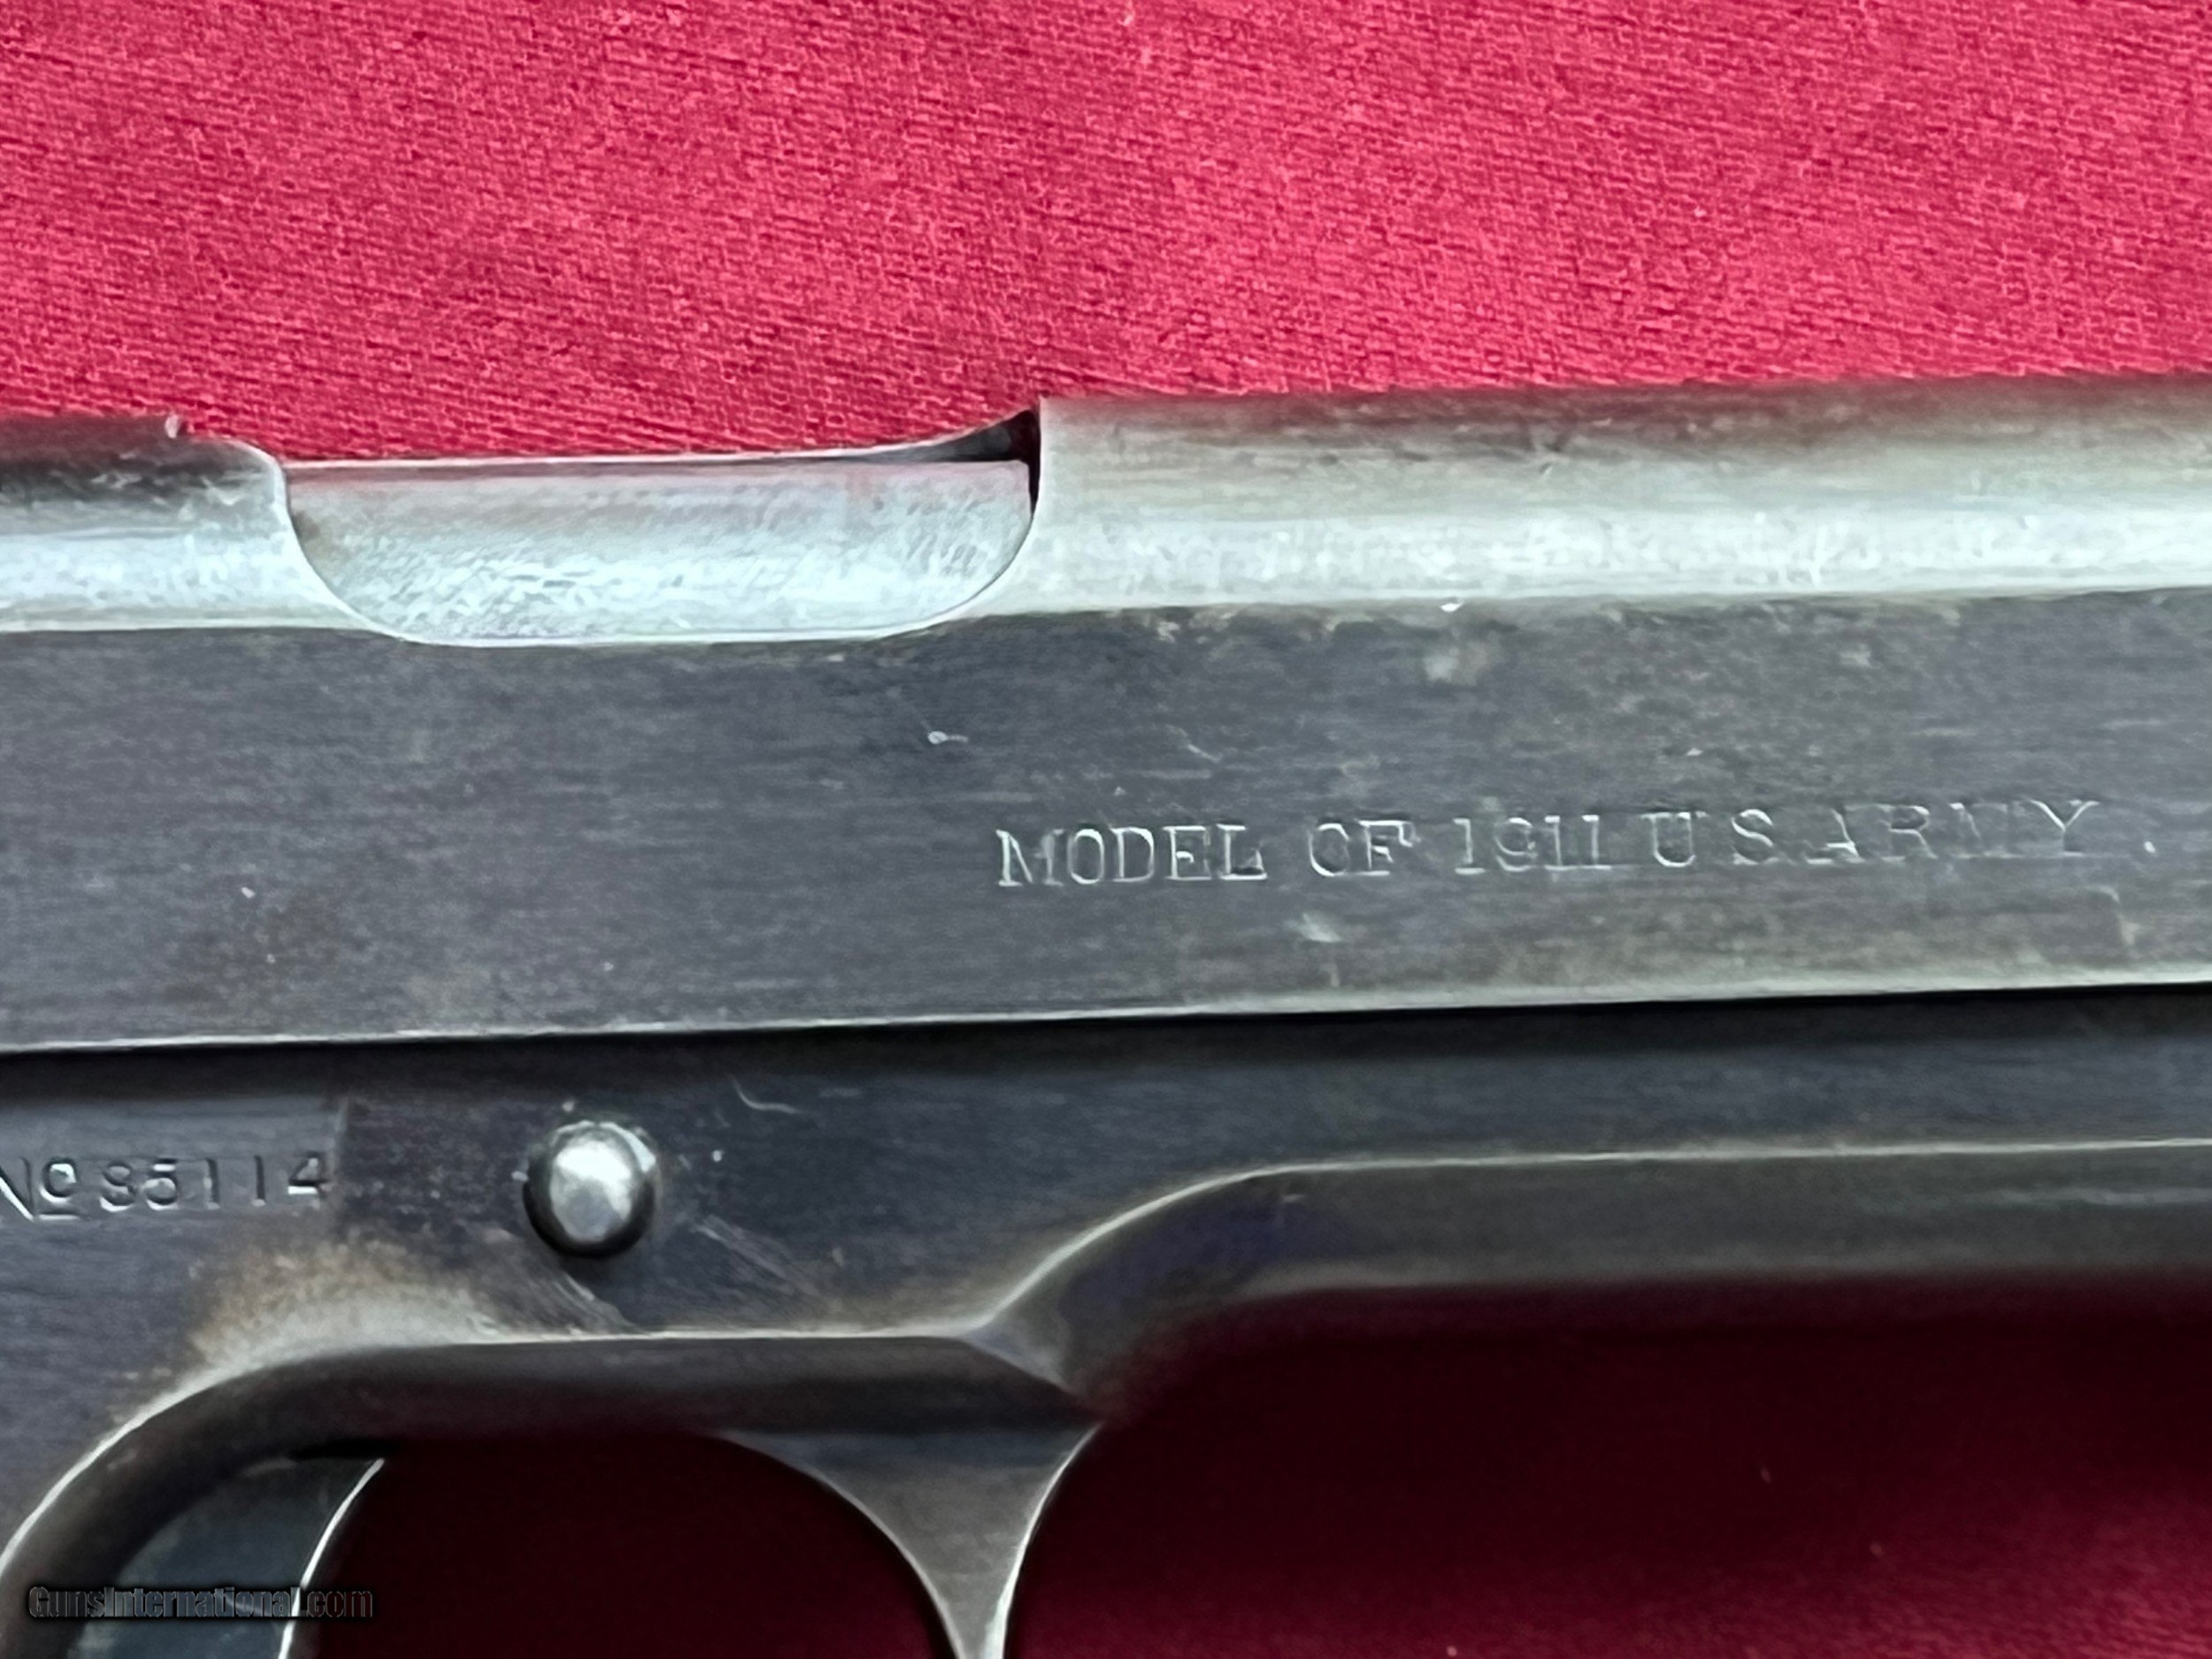 MODEL OF 1911 U S ARMY.
Nº 85114
GunsInternational.com